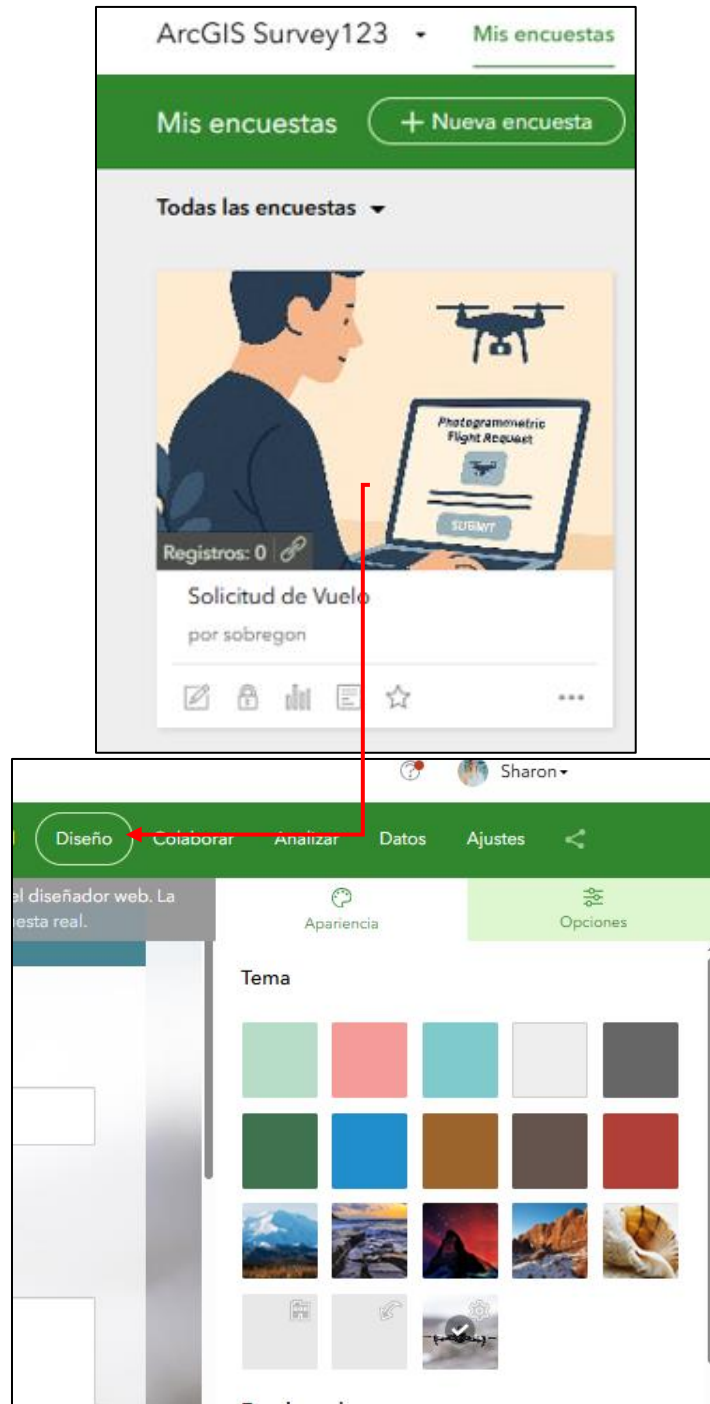 ArcGIS Survey123 Mis encuestas
Mis encuestas + Nueva encuesta
Todas las encuestas
Photogrammetric
Flight Request
SUBMIT
Registros: 0
Solicitud de Vuelo
por sobregon
Sharon
Diseño Colaborar Analizar Datos Ajustes
el diseñador web. La
esta real.
Apariencia Opciones
Tema